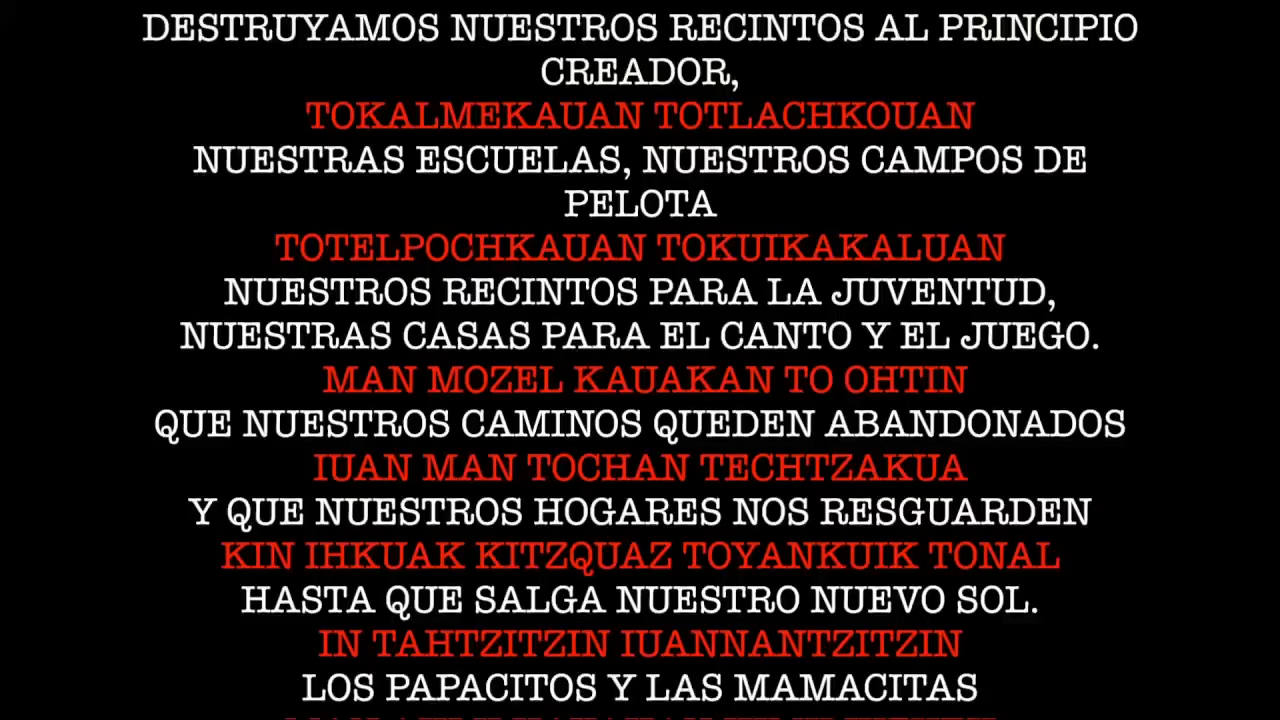 DESTRUYAMOS NUESTROS RECINTOS AL PRINCIPIO
CREADOR,
TOKALMEKAUAN TOTLACHKOUAN
NUESTRAS ESCUELAS, NUESTROS CAMPOS DE
PELOTA
TOTELPOCHKAUAN TOKUIKAKALUAN
NUESTROS RECINTOS PARA LA JUVENTUD,
NUESTRAS CASAS PARA EL CANTO Y EL JUEGO.
MAN MOZEL KAUAKAN TO OHTIN
QUE NUESTROS CAMINOS QUEDEN ABANDONADOS
IUAN MAN TOCHAN TECHTZAKUA
Y QUE NUESTROS HOGARES NOS RESGUARDEN
KIN IHKUAK KITZQUAZ TOYANKUIK TONAL
HASTA QUE SALGA NUESTRO NUEVO SOL.
IN TAHTZITZIN IUANNANTZITZIN
LOS PAPACITOS Y LAS MAMACITAS